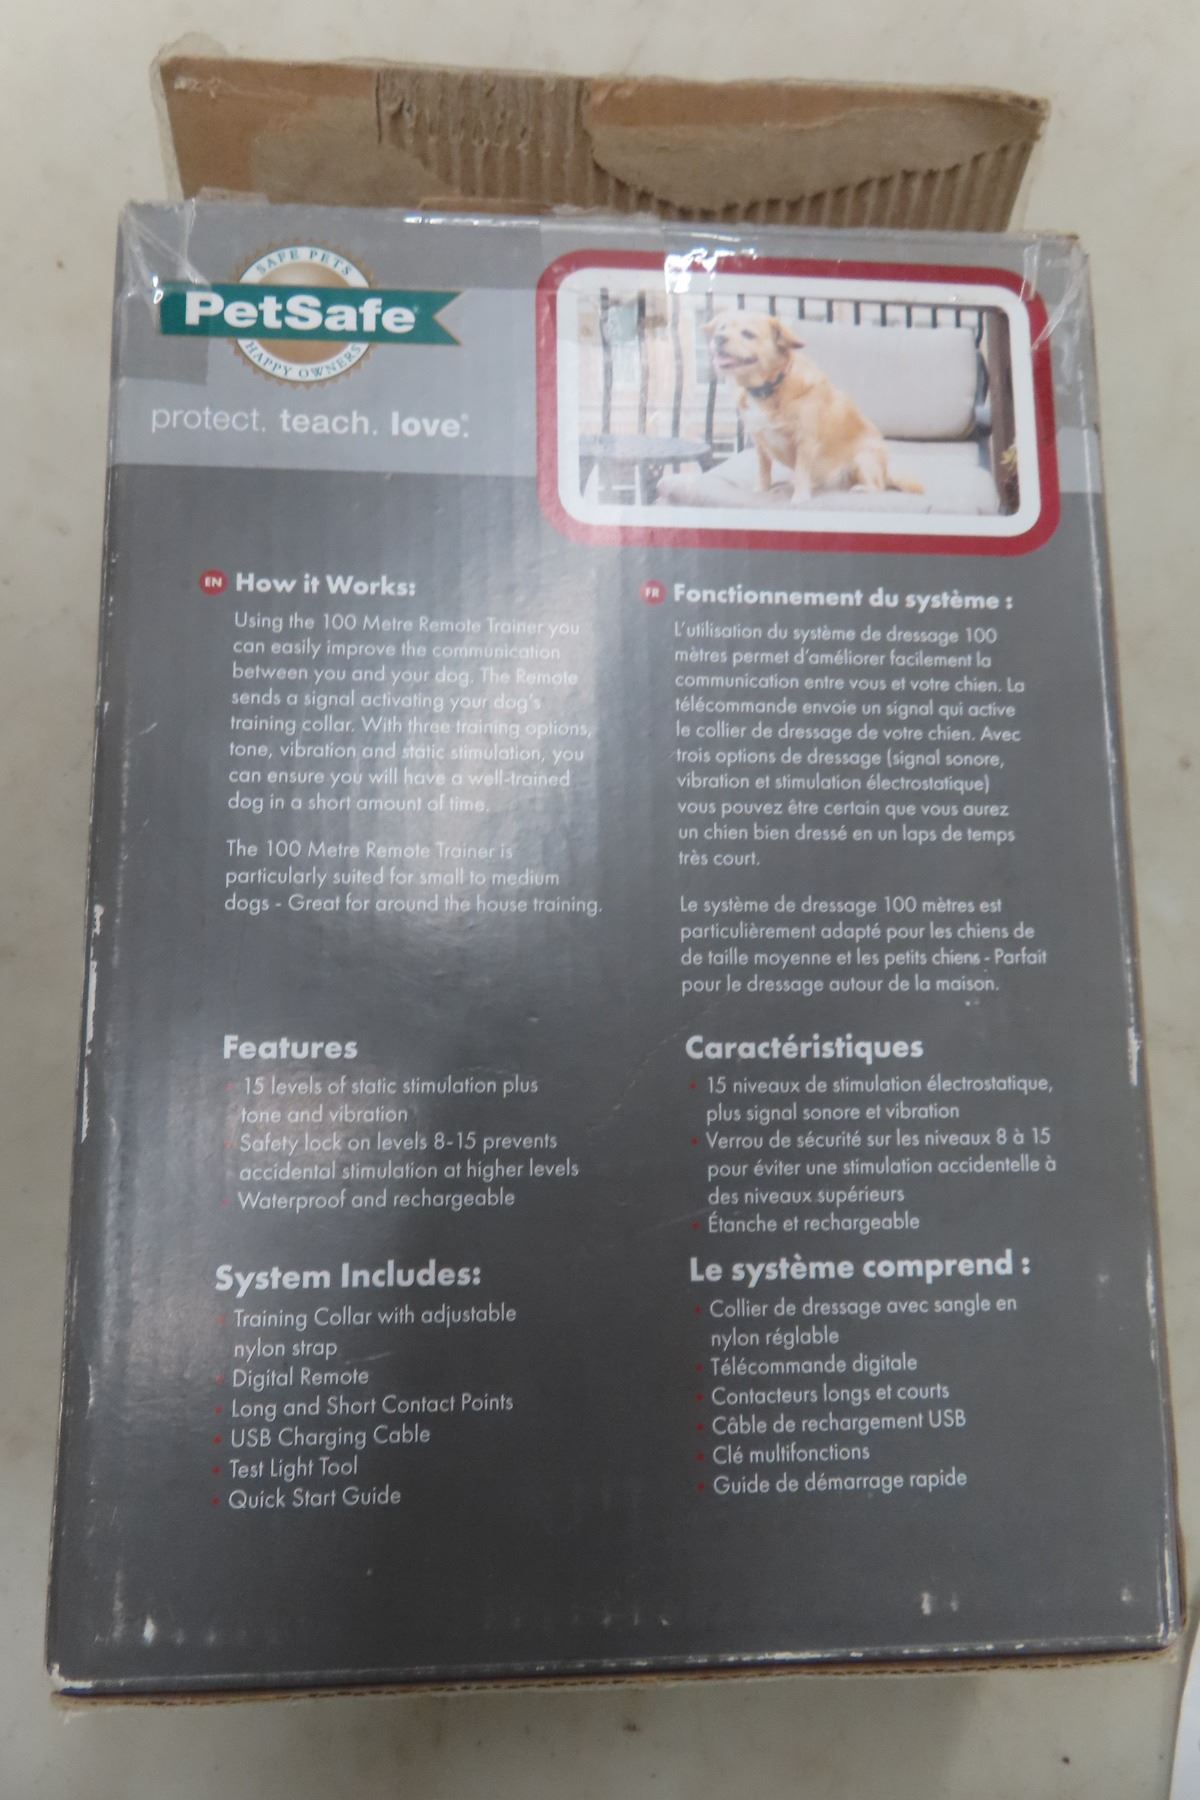 SAFE PETS
PetSafe
HAPPY OWNERS
protect. teach. love.®
EN How it Works:
Using the 100 Metre Remote Trainer you
can easily improve the communication
between you and your dog. The Remote
sends a signal activating your dog's
training collar. With three training options,
tone, vibration and static stimulation, you
can ensure you will have a well-trained
dog in a short amount of time.
The 100 Metre Remote Trainer is
particularly suited for small to medium
dogs - Great for around the house training.
Features
• 15 levels of static stimulation plus
tone and vibration
• Safety lock on levels 8-15 prevents
accidental stimulation at higher levels
• Waterproof and rechargeable
System Includes:
• Training Collar with adjustable
nylon strap
• Digital Remote
• Long and Short Contact Points
• USB Charging Cable
• Test Light Tool
• Quick Start Guide
FR Fonctionnement du système :
L'utilisation du système de dressage 100
mètres permet d'améliorer facilement la
communication entre vous et votre chien. La
télécommande envoie un signal qui active
le collier de dressage de votre chien. Avec
trois options de dressage (signal sonore,
vibration et stimulation électrostatique)
vous pouvez être certain que vous aurez
un chien bien dressé en un laps de temps
très court.
Le système de dressage 100 mètres est
particulièrement adapté pour les chiens de
de taille moyenne et les petits chiens - Parfait
pour le dressage autour de la maison.
Caractéristiques
• 15 niveaux de stimulation électrostatique,
plus signal sonore et vibration
• Verrou de sécurité sur les niveaux 8 à 15
pour éviter une stimulation accidentelle à
des niveaux supérieurs
• Étanche et rechargeable
Le système comprend :
• Collier de dressage avec sangle en
nylon réglable
• Télécommande digitale
• Contacteurs longs et courts
• Câble de rechargement USB
• Clé multifonctions
• Guide de démarrage rapide